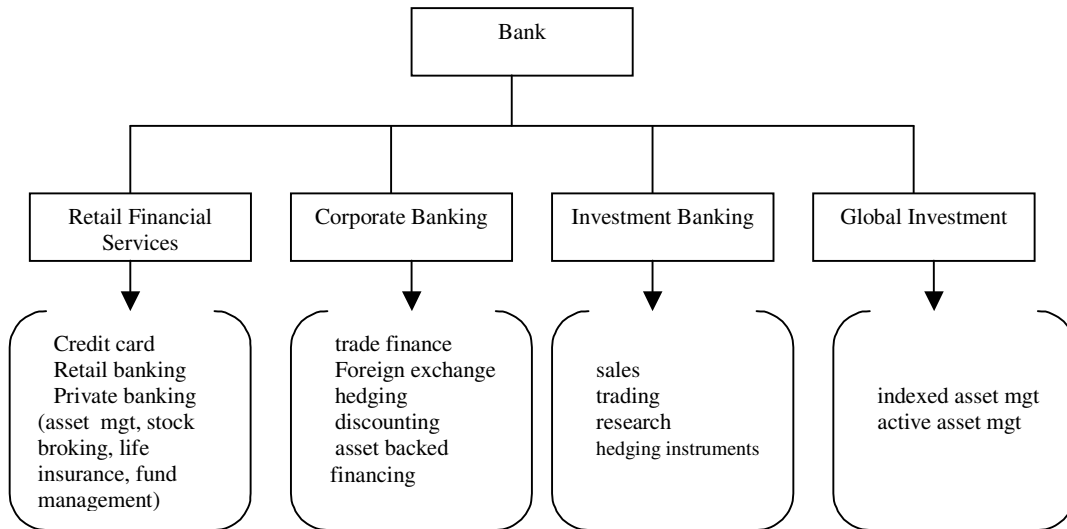 Bank
Retail Financial
Services
Corporate Banking
Investment Banking
Global Investment
Credit card
Retail banking
Private banking
(asset mgt, stock
broking, life
insurance, fund
management)
trade finance
Foreign exchange
hedging
discounting
asset backed
financing
sales
trading
research
hedging instruments
indexed asset mgt
active asset mgt